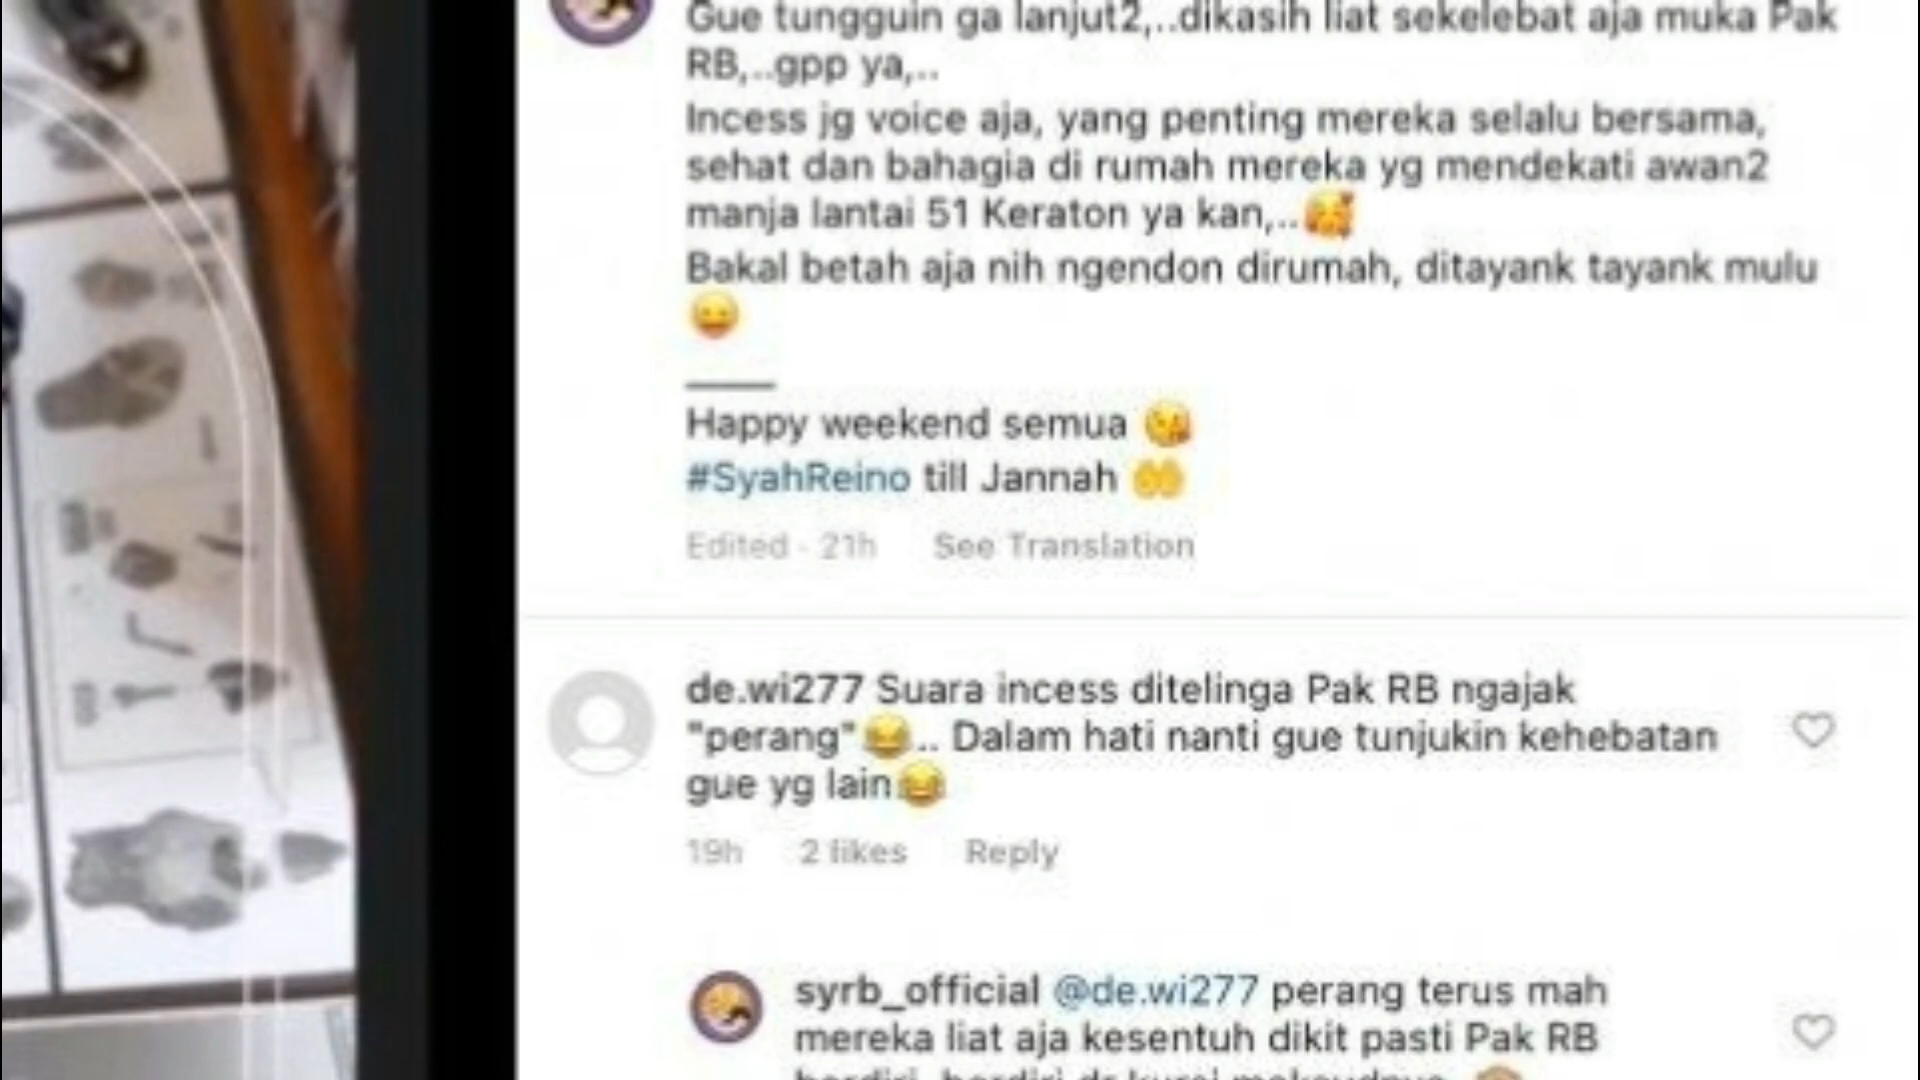 Gue tungguin ga lanjut2,..dikasih liat sekelebat aja muka Pak
RB,..gpp ya,..
Incess jg voice aja, yang penting mereka selalu bersama,
sehat dan bahagia di rumah mereka yg mendekati awan2
manja lantai 51 Keraton ya kan,..🥰
Bakal betah aja nih ngendon dirumah, ditayank tayank mulu
😛
Happy weekend semua 😘
#SyahReino till Jannah 🤲
Edited · 21h See Translation
de.wi277 Suara incess ditelinga Pak RB ngajak
"perang"😂.. Dalam hati nanti gue tunjukin kehebatan
gue yg lain😂
19h 2 likes Reply
syrb_official @de.wi277 perang terus mah
mereka liat aja kesentuh dikit pasti Pak RB